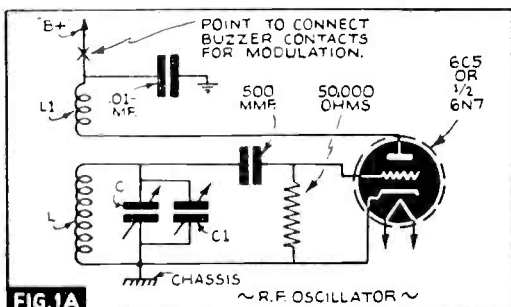 "B+"
POINT TO CONNECT
BUZZER CONTACTS
FOR MODULATION.
6C5
OR
1/2
6N7
L1
.01-
MF.
500
MMF.
50,000
OHMS
L
C
C1
CHASSIS
FIG.1A
~ R.F. OSCILLATOR ~